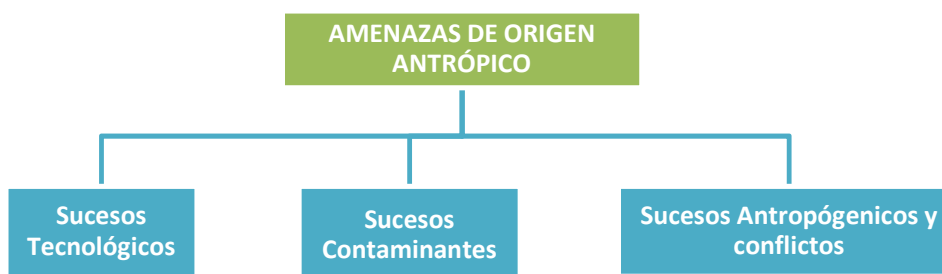 AMENAZAS DE ORIGEN
ANTRÓPICO
Sucesos
Tecnológicos
Sucesos
Contaminantes
Sucesos Antropógenicos y
conflictos